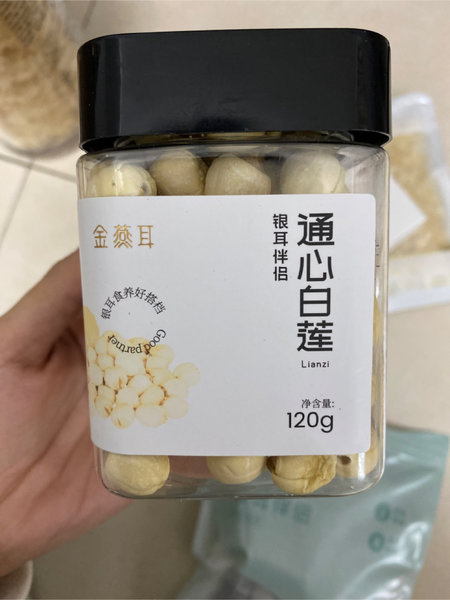 金燕耳
银耳食养好搭档
Good partner
银耳伴侣
通心白莲
Lianzi
净含量:
120g